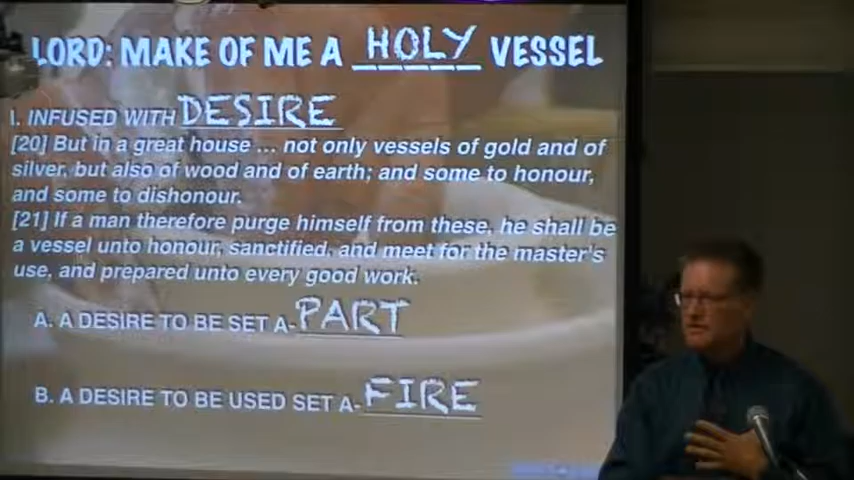 LORD: MAKE OF ME A HOLY VESSEL
I. INFUSED WITH DESIRE
[20] But in a great house ... not only vessels of gold and of
silver, but also of wood and of earth; and some to honour,
and some to dishonour.
[21] If a man therefore purge himself from these, he shall be
a vessel unto honour, sanctified, and meet for the master's
use, and prepared unto every good work.
A. A DESIRE TO BE SET A-PART
B. A DESIRE TO BE USED SET A-FIRE